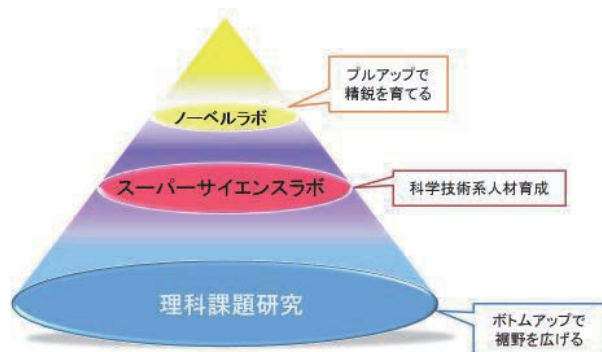 プルアップで
精鋭を育てる
ノーベルラボ
スーパーサイエンスラボ
科学技術系人材育成
理科課題研究
ボトムアップで
裾野を広げる